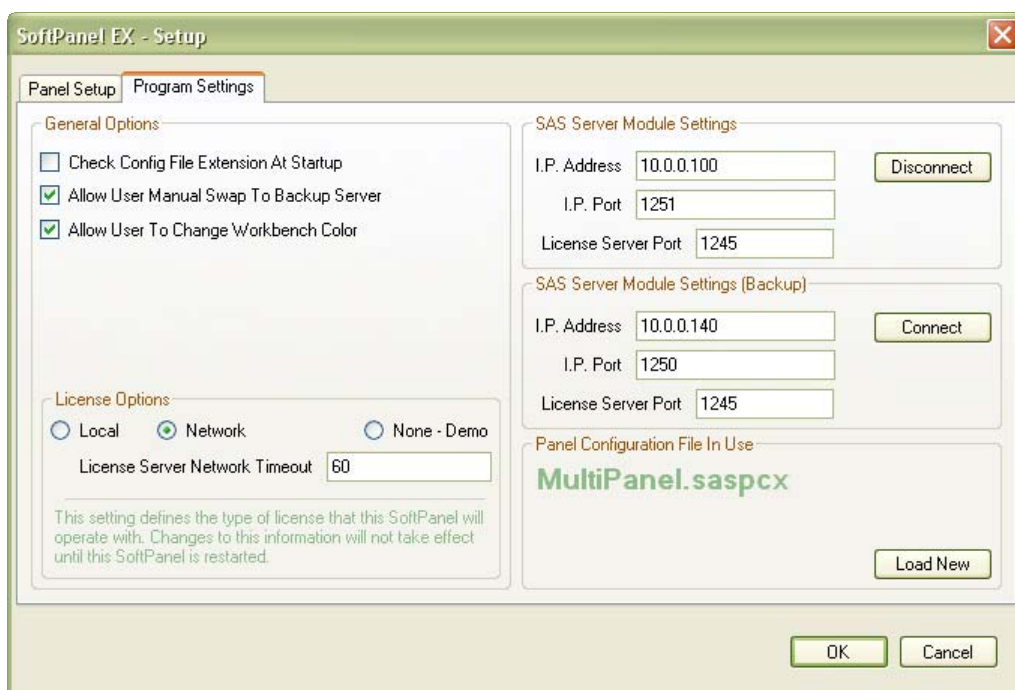 SoftPanel EX - Setup
Panel Setup
Program Settings
General Options
Check Config File Extension At Startup
Allow User Manual Swap To Backup Server
Allow User To Change Workbench Color
License Options
Local
Network
None - Demo
License Server Network Timeout
60
This setting defines the type of license that this SoftPanel will
operate with. Changes to this information will not take effect
until this SoftPanel is restarted.
SAS Server Module Settings
I.P. Address
10.0.0.100
Disconnect
I.P. Port
1251
License Server Port
1245
SAS Server Module Settings (Backup)
I.P. Address
10.0.0.140
Connect
I.P. Port
1250
License Server Port
1245
Panel Configuration File In Use
MultiPanel.saspcx
Load New
OK
Cancel